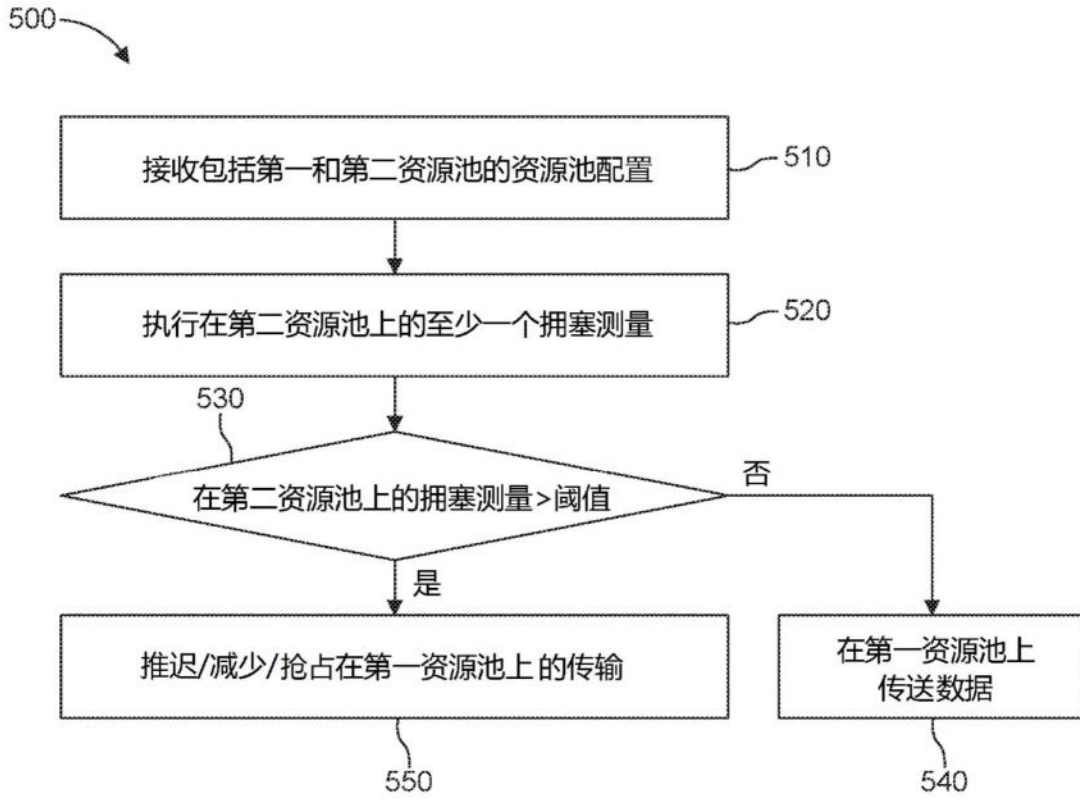 500
接收包括第一和第二资源池的资源池配置
510
执行在第二资源池上的至少一个拥塞测量
520
530
在第二资源池上的拥塞测量>阈值
否
是
推迟/减少/抢占在第一资源池上的传输
在第一资源池上
传送数据
550
540